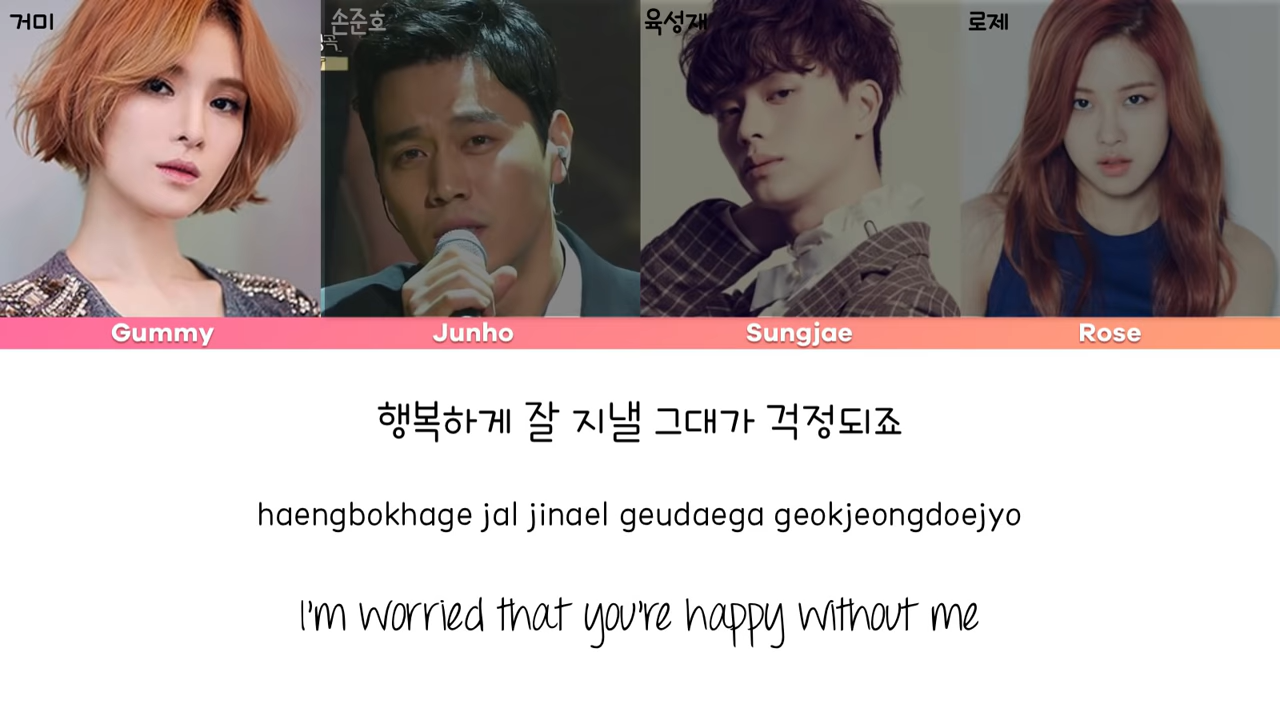 거미
손준호
육성재
로제
Gummy
Junho
Sungjae
Rose
행복하게 잘 지낼 그대가 걱정되죠
haengbokhage jal jinael geudaega geokjeongdoejyo
I'm worried that you're happy without me